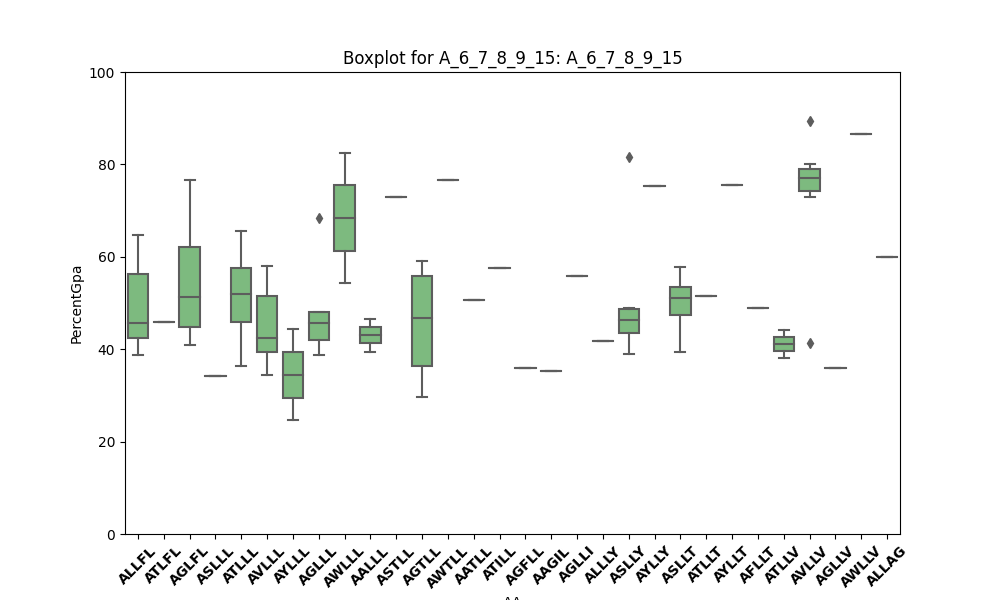 Boxplot for A_6_7_8_9_15: A_6_7_8_9_15
PercentGpa
100
80
60
40
20
0
ALLFL
ATLFL
AGLFL
ASLLL
ATLLL
AVLLL
AYLLL
AGLLL
AWLLL
AALLL
ASTLL
AGTLL
AWTLL
AATLL
ATILL
AGFLL
AAGIL
AGLLI
ALLLY
ASLLY
AYLLY
ASLLT
ATLLT
AYLLT
AFLLT
ATLLV
AVLLV
AGLLV
AWLLV
ALLAG